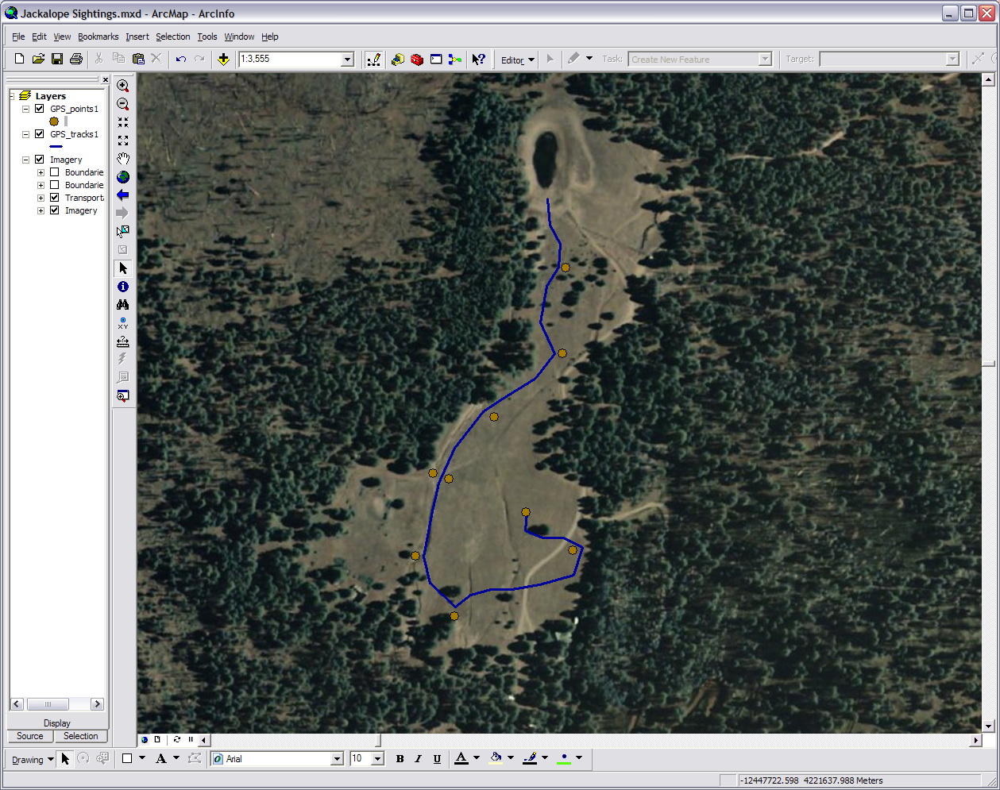 Jackalope Sightings.mxd - ArcMap - ArcInfo
File Edit View Bookmarks Insert Selection Tools Window Help
1:3,555 Editor Task: Create New Feature Target:
Layers
GPS_points1
GPS_tracks1
Imagery
Boundarie
Boundarie
Transport
Imagery
XY
Display
Source Selection
Drawing A Arial 10 B I U A
-12447722.598 4221637.988 Meters